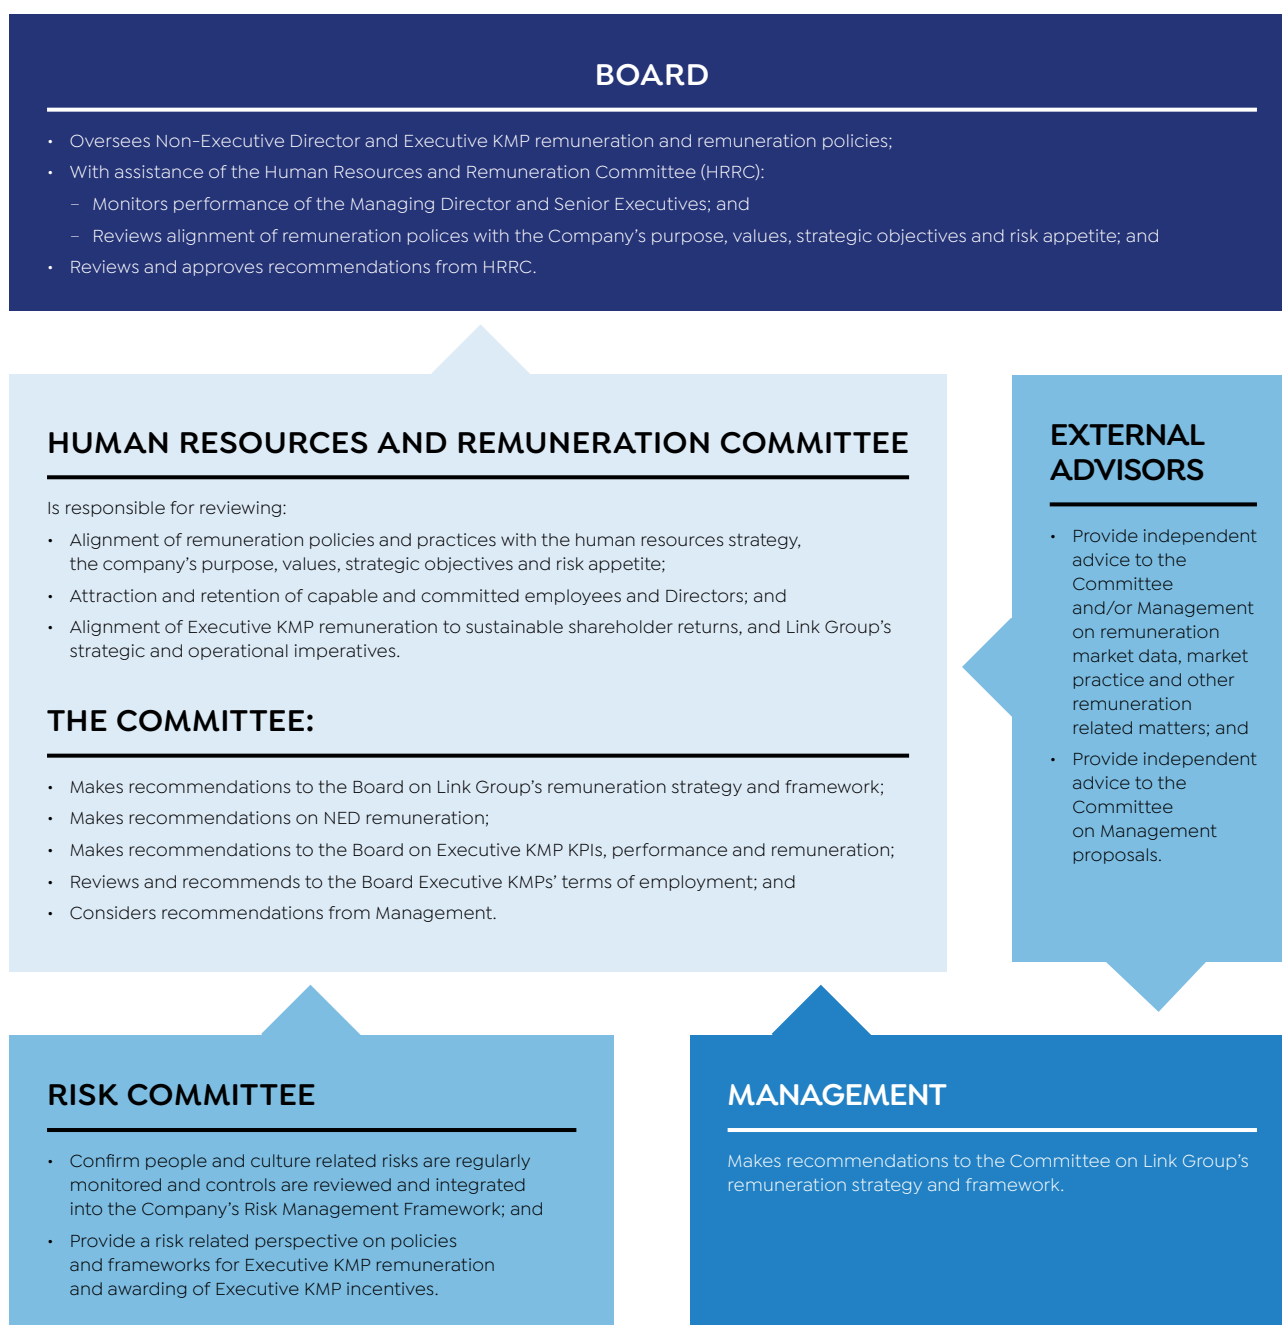 BOARD
• Oversees Non-Executive Director and Executive KMP remuneration and remuneration policies;
• With assistance of the Human Resources and Remuneration Committee (HRRC):
– Monitors performance of the Managing Director and Senior Executives; and
– Reviews alignment of remuneration polices with the Company's purpose, values, strategic objectives and risk appetite; and
• Reviews and approves recommendations from HRRC.
HUMAN RESOURCES AND REMUNERATION COMMITTEE
Is responsible for reviewing:
• Alignment of remuneration policies and practices with the human resources strategy,
the company's purpose, values, strategic objectives and risk appetite;
• Attraction and retention of capable and committed employees and Directors; and
• Alignment of Executive KMP remuneration to sustainable shareholder returns, and Link Group's
strategic and operational imperatives.
THE COMMITTEE:
• Makes recommendations to the Board on Link Group's remuneration strategy and framework;
• Makes recommendations on NED remuneration;
• Makes recommendations to the Board on Executive KMP KPIs, performance and remuneration;
• Reviews and recommends to the Board Executive KMPs' terms of employment; and
• Considers recommendations from Management.
EXTERNAL
ADVISORS
• Provide independent
advice to the
Committee
and/or Management
on remuneration
market data, market
practice and other
remuneration
related matters; and
• Provide independent
advice to the
Committee
on Management
proposals.
RISK COMMITTEE
• Confirm people and culture related risks are regularly
monitored and controls are reviewed and integrated
into the Company's Risk Management Framework; and
• Provide a risk related perspective on policies
and frameworks for Executive KMP remuneration
and awarding of Executive KMP incentives.
MANAGEMENT
Makes recommendations to the Committee on Link Group's
remuneration strategy and framework.